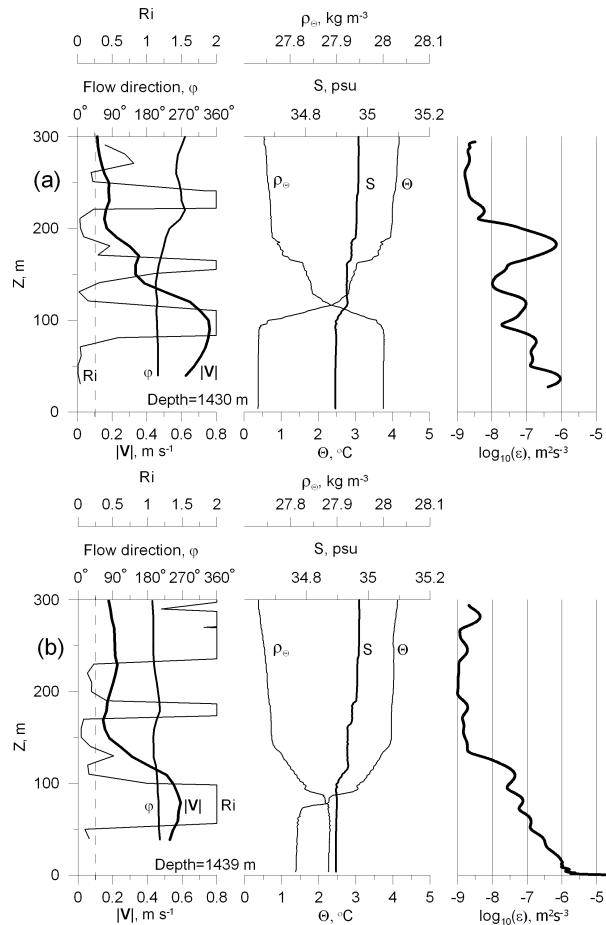 Ri ρΘ, kg m-3
0 0.5 1 1.5 2 27.8 27.9 28 28.1
Flow direction, φ S, psu
0° 90° 180° 270° 360° 34.8 35 35.2
300
(a)
ρΘ S Θ
200
Z, m
100
Ri φ |V|
Depth=1430 m
0
0 0.2 0.4 0.6 0.8 0 1 2 3 4 5 -9 -8 -7 -6 -5
|V|, m s-1 Θ, °C log10(ε), m2s-3
Ri ρΘ, kg m-3
0 0.5 1 1.5 2 27.8 27.9 28 28.1
Flow direction, φ S, psu
0° 90° 180° 270° 360° 34.8 35 35.2
300
(b)
ρΘ S Θ
200
Z, m
100
φ |V| Ri
Depth=1439 m
0
0 0.2 0.4 0.6 0.8 0 1 2 3 4 5 -9 -8 -7 -6 -5
|V|, m s-1 Θ, °C log10(ε), m2s-3